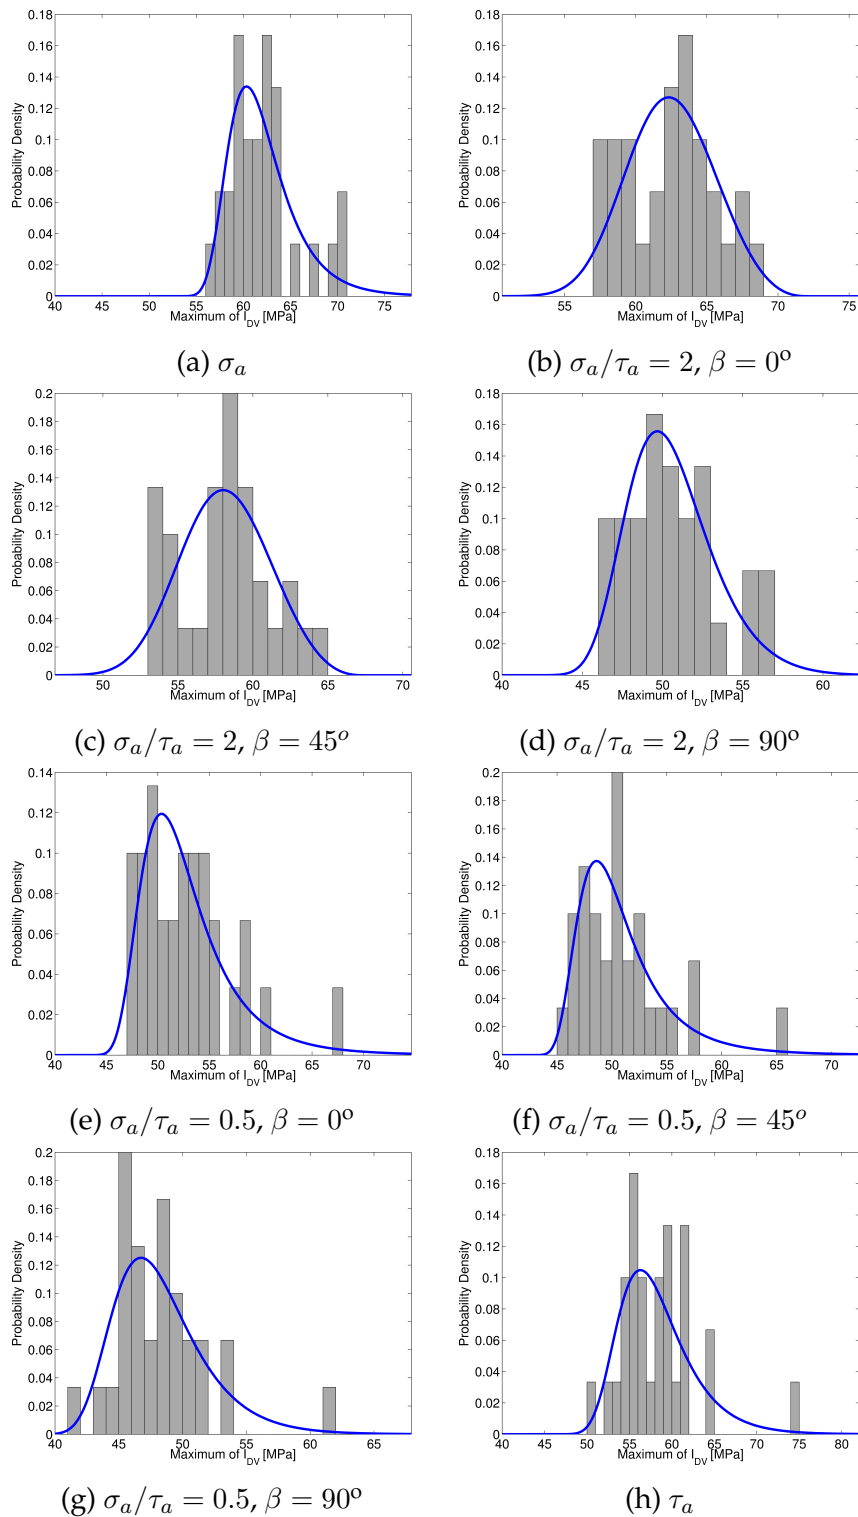 0.18
0.16
0.14
0.12
0.1
0.08
0.06
0.04
0.02
0
Probability Density
40 45 50 55 60 65 70 75
Maximum of I_DV [MPa]
(a) σ_a
0.18
0.16
0.14
0.12
0.1
0.08
0.06
0.04
0.02
0
Probability Density
55 60 65 70 75
Maximum of I_DV [MPa]
(b) σ_a/τ_a = 2, β = 0º
0.2
0.18
0.16
0.14
0.12
0.1
0.08
0.06
0.04
0.02
0
Probability Density
50 55 60 65 70
Maximum of I_DV [MPa]
(c) σ_a/τ_a = 2, β = 45^o
0.18
0.16
0.14
0.12
0.1
0.08
0.06
0.04
0.02
0
Probability Density
40 45 50 55 60
Maximum of I_DV [MPa]
(d) σ_a/τ_a = 2, β = 90º
0.14
0.12
0.1
0.08
0.06
0.04
0.02
0
Probability Density
40 45 50 55 60 65 70
Maximum of I_DV [MPa]
(e) σ_a/τ_a = 0.5, β = 0º
0.2
0.18
0.16
0.14
0.12
0.1
0.08
0.06
0.04
0.02
0
Probability Density
40 45 50 55 60 65 70
Maximum of I_DV [MPa]
(f) σ_a/τ_a = 0.5, β = 45^o
0.2
0.18
0.16
0.14
0.12
0.1
0.08
0.06
0.04
0.02
0
Probability Density
40 45 50 55 60 65
Maximum of I_DV [MPa]
(g) σ_a/τ_a = 0.5, β = 90º
0.18
0.16
0.14
0.12
0.1
0.08
0.06
0.04
0.02
0
Probability Density
40 45 50 55 60 65 70 75 80
Maximum of I_DV [MPa]
(h) τ_a